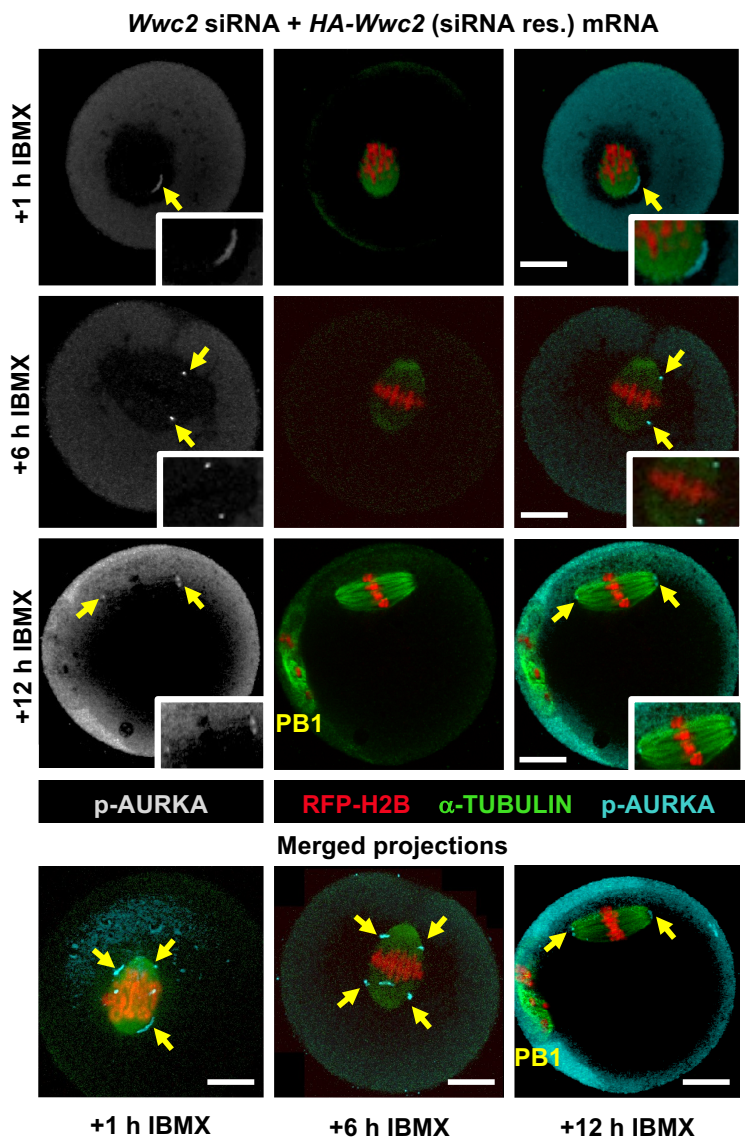 Wwc2 siRNA + HA-Wwc2 (siRNA res.) mRNA
+1 h IBMX
+6 h IBMX
+12 h IBMX
PB1
p-AURKA
RFP-H2B α-TUBULIN p-AURKA
Merged projections
PB1
+1 h IBMX
+6 h IBMX
+12 h IBMX